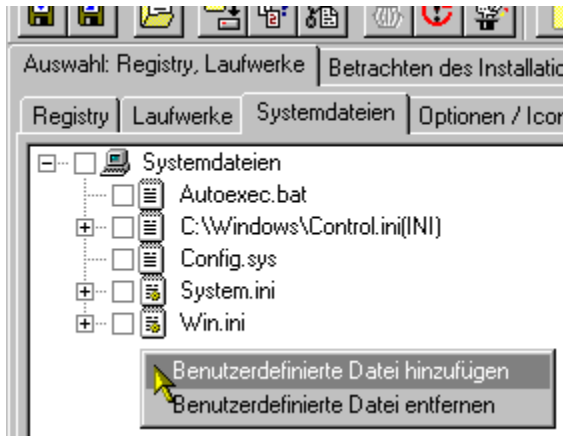 Auswahl: Registry, Laufwerke Betrachten des Installatio
Registry Laufwerke Systemdateien Optionen / Icon
Systemdateien
Autoexec.bat
C:\Windows\Control.ini(INI)
Config.sys
System.ini
Win.ini
Benutzerdefinierte Datei hinzufügen
Benutzerdefinierte Datei entfernen